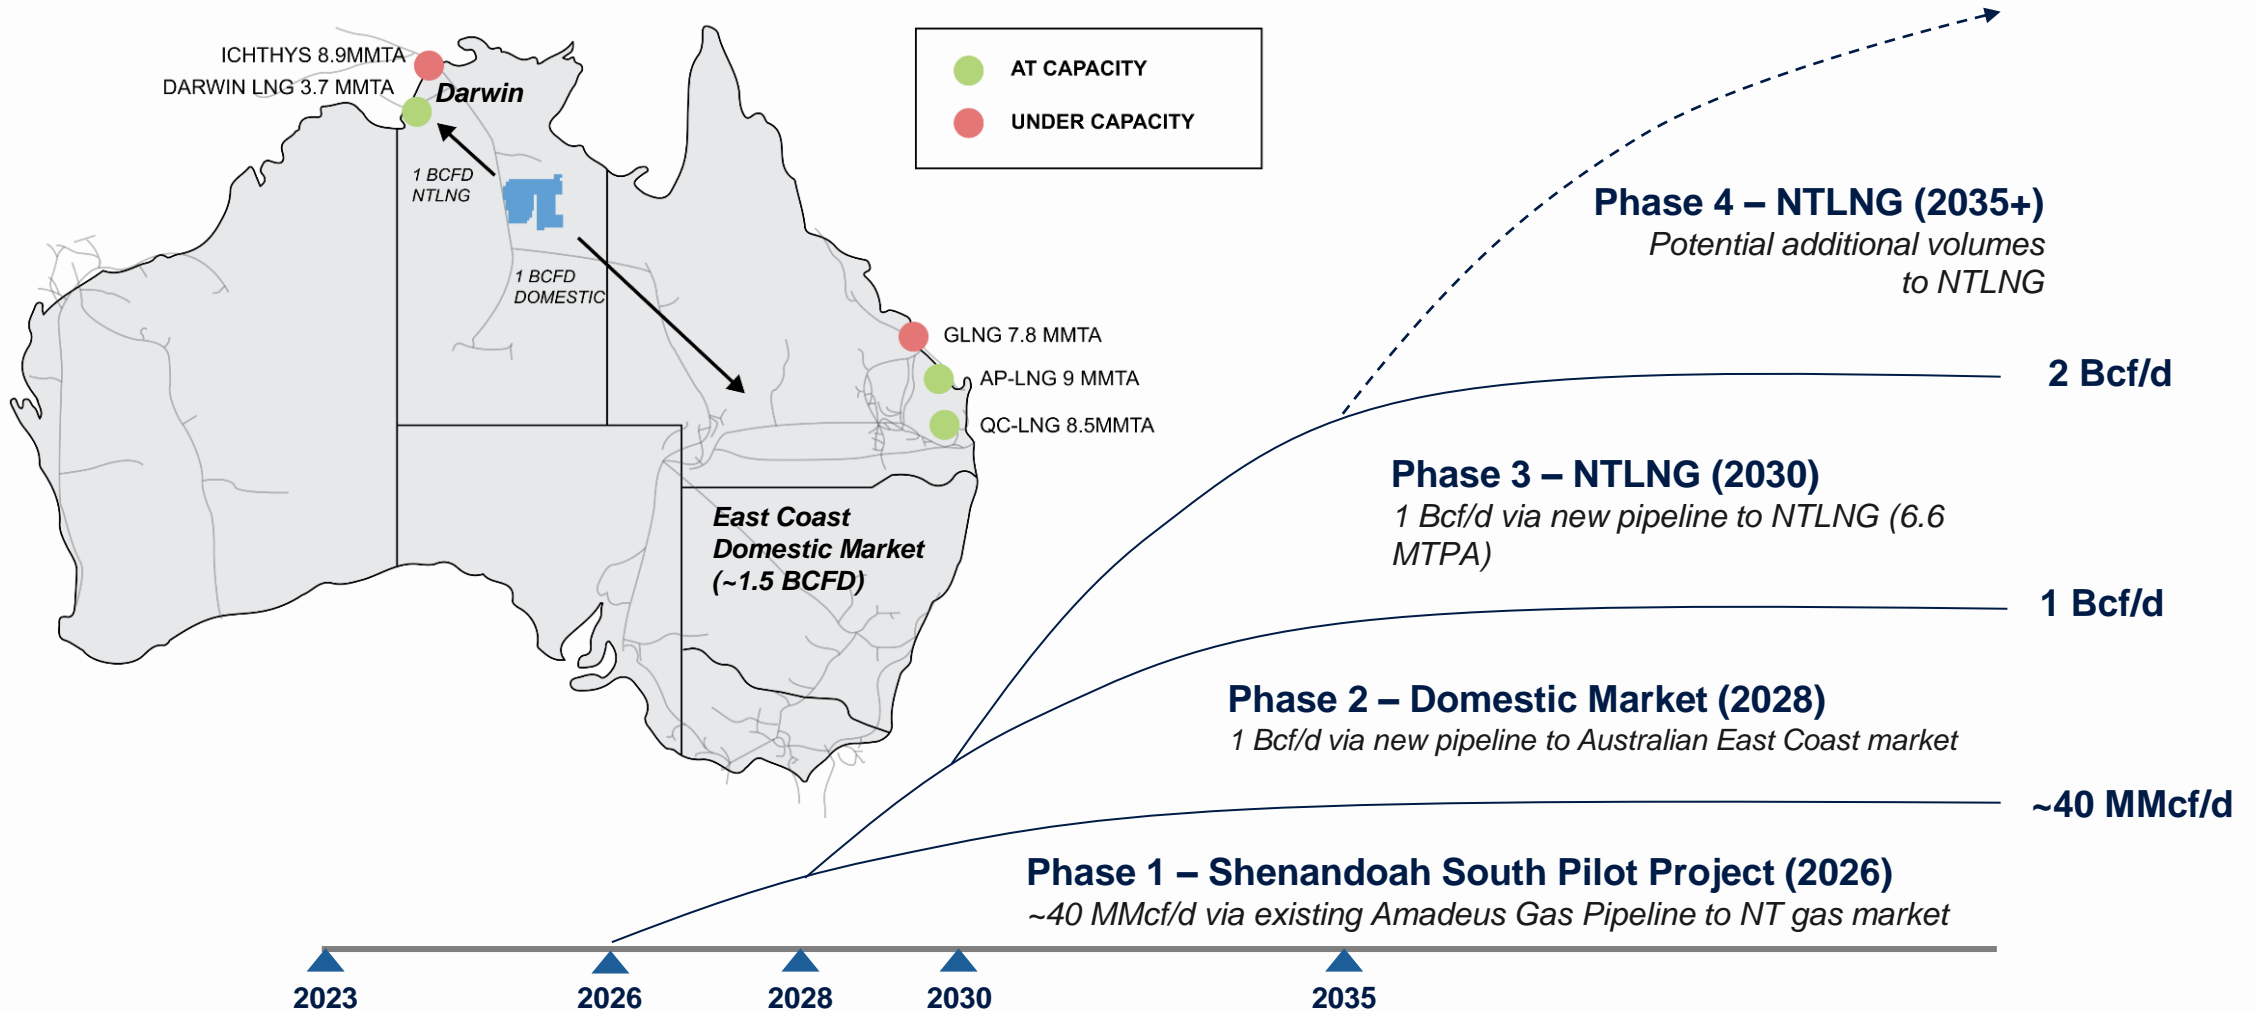 ICHTHYS 8.9MMTA
DARWIN LNG 3.7 MMTA
Darwin
1 BCFD
NTLNG
1 BCFD
DOMESTIC
GLNG 7.8 MMTA
AP-LNG 9 MMTA
QC-LNG 8.5MMTA
East Coast
Domestic Market
(~1.5 BCFD)
AT CAPACITY
UNDER CAPACITY
Phase 4 – NTLNG (2035+)
Potential additional volumes
to NTLNG
2 Bcf/d
Phase 3 – NTLNG (2030)
1 Bcf/d via new pipeline to NTLNG (6.6
MTPA)
1 Bcf/d
Phase 2 – Domestic Market (2028)
1 Bcf/d via new pipeline to Australian East Coast market
~40 MMcf/d
Phase 1 – Shenandoah South Pilot Project (2026)
~40 MMcf/d via existing Amadeus Gas Pipeline to NT gas market
2023
2026
2028
2030
2035